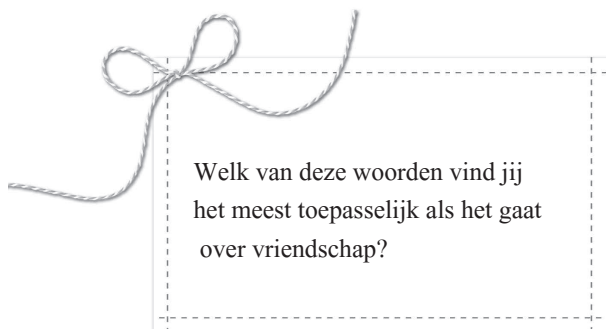 Welk van deze woorden vind jij
het meest toepasselijk als het gaat
over vriendschap?